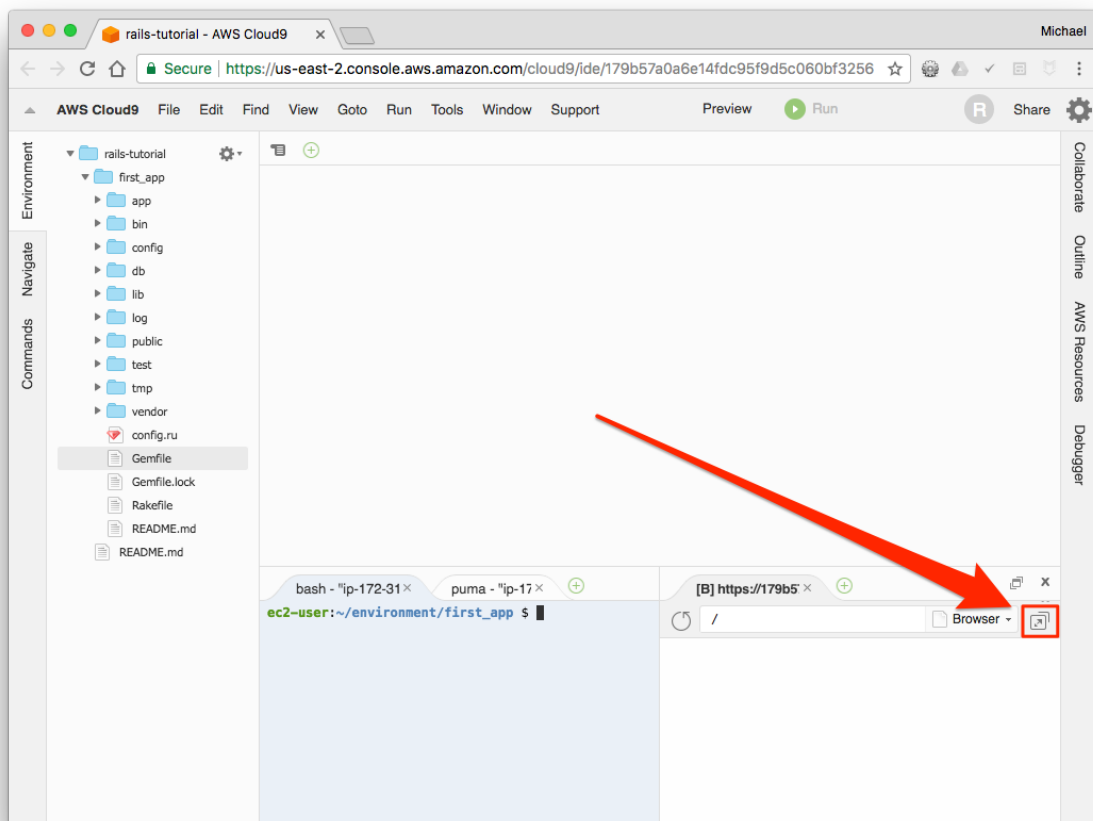 rails-tutorial - AWS Cloud9
Michael
Secure
https://us-east-2.console.aws.amazon.com/cloud9/ide/179b57a0a6e14fdc95f9d5c060bf3256
AWS Cloud9 File Edit Find View Goto Run Tools Window Support Preview Run R Share
Environment
Navigate
Commands
rails-tutorial
first_app
app
bin
config
db
lib
log
public
test
tmp
vendor
config.ru
Gemfile
Gemfile.lock
Rakefile
README.md
README.md
Collaborate
Outline
AWS Resources
Debugger
bash - "ip-172-31
puma - "ip-17
ec2-user:~/environment/first_app $
[B] https://179b5
/
Browser